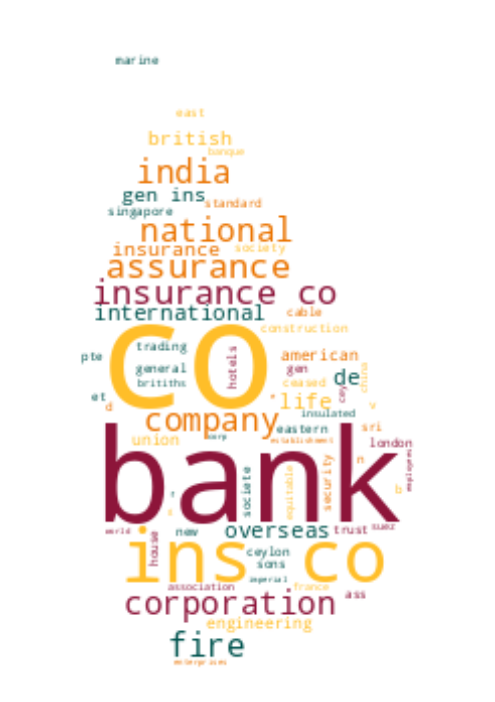 marine
east
british
banque
india
gen ins
standard
singapore
national
insurance society
assurance
insurance co
international cable
construction
co
trading
american
pte
general
hotels
gen
de
china
britiths
ceased
cey
et
life
d
insulated
v
company
eastern
sri
union
corp
establishment
london
bank
societe
equitable
security
n
employees
b
world
house
new
overseas
trust
suez
ins co
ceylon
sons
imperial
association
france
ass
corporation
engineering
fire
enterprises